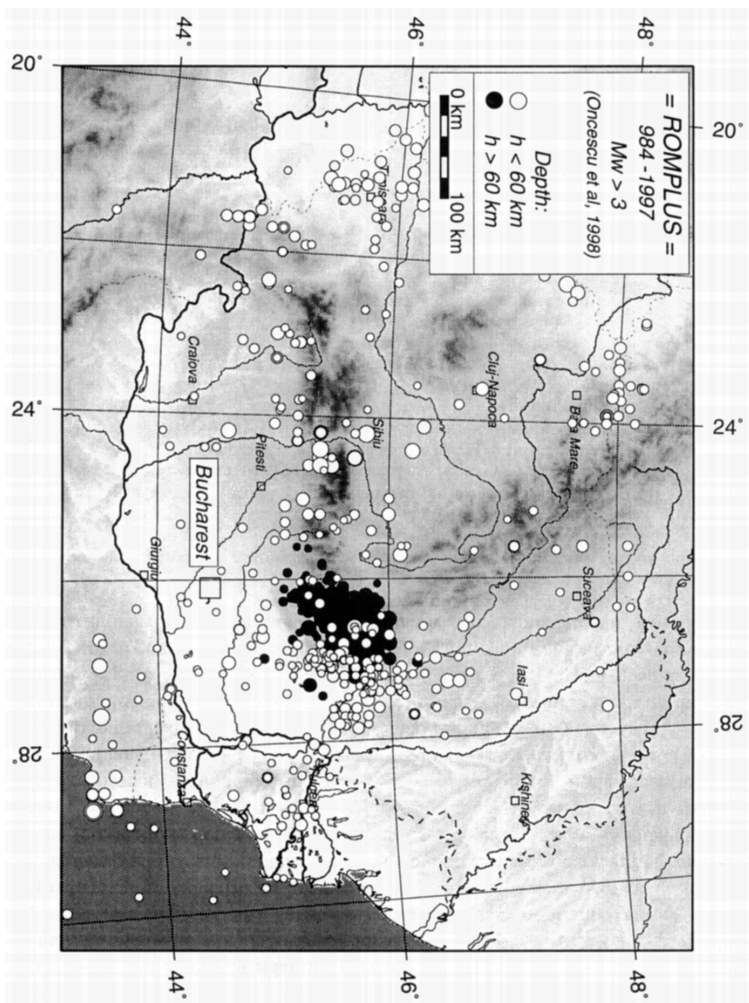 = ROMPLUS =
984 -1997
Mw > 3
(Oncescu et al, 1998)
Depth:
h < 60 km
h > 60 km
0 km
100 km
44°
46°
48°
20°
20°
24°
24°
28°
28°
44°
46°
48°
Timisoara
Cluj-Napoca
Baia Mare
Craiova
Sibiu
Pitesti
Bucharest
Giurgiu
Suceava
Iasi
Constanta
Tulcea
Kishinev